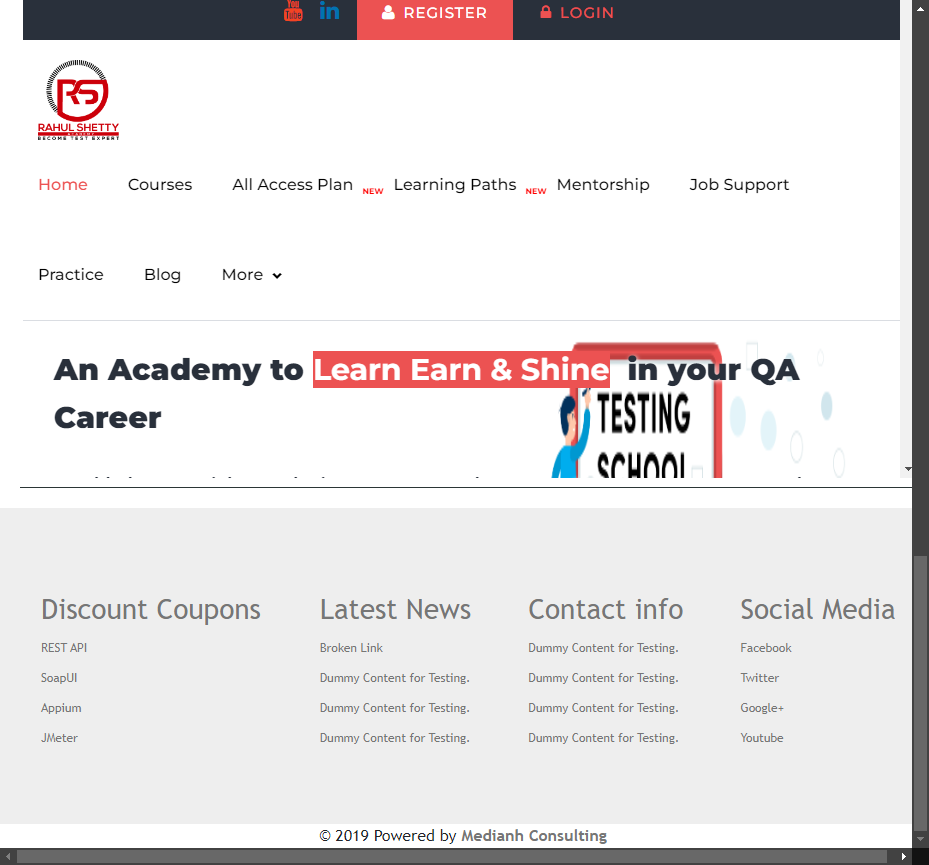 You Tube in REGISTER LOGIN
RS
RAHUL SHETTY
ACADEMY
BECOME TEST EXPERT
Home Courses All Access Plan NEW Learning Paths NEW Mentorship Job Support
Practice Blog More
An Academy to Learn Earn & Shine in your QA
Career
TESTING
SCHOOL
Discount Coupons Latest News Contact info Social Media
REST API Broken Link Dummy Content for Testing. Facebook
SoapUI Dummy Content for Testing. Dummy Content for Testing. Twitter
Appium Dummy Content for Testing. Dummy Content for Testing. Google+
JMeter Dummy Content for Testing. Dummy Content for Testing. Youtube
© 2019 Powered by Medianh Consulting